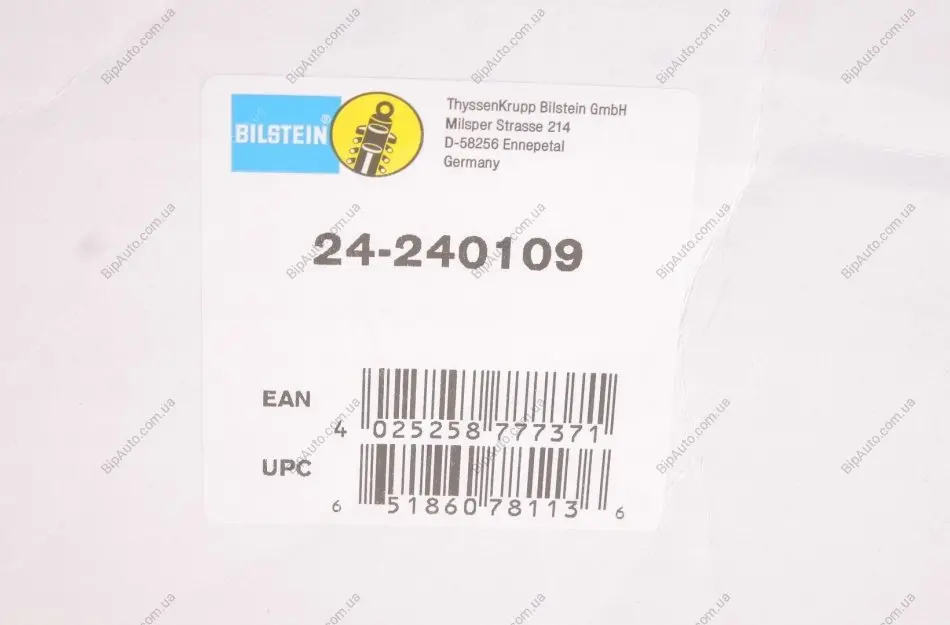 BILSTEIN®
ThyssenKrupp Bilstein GmbH
Milsper Strasse 214
D-58256 Ennepetal
Germany
24-240109
EAN
4 025258 777371
UPC
6 51860 78113 6
BipAuto.com.ua